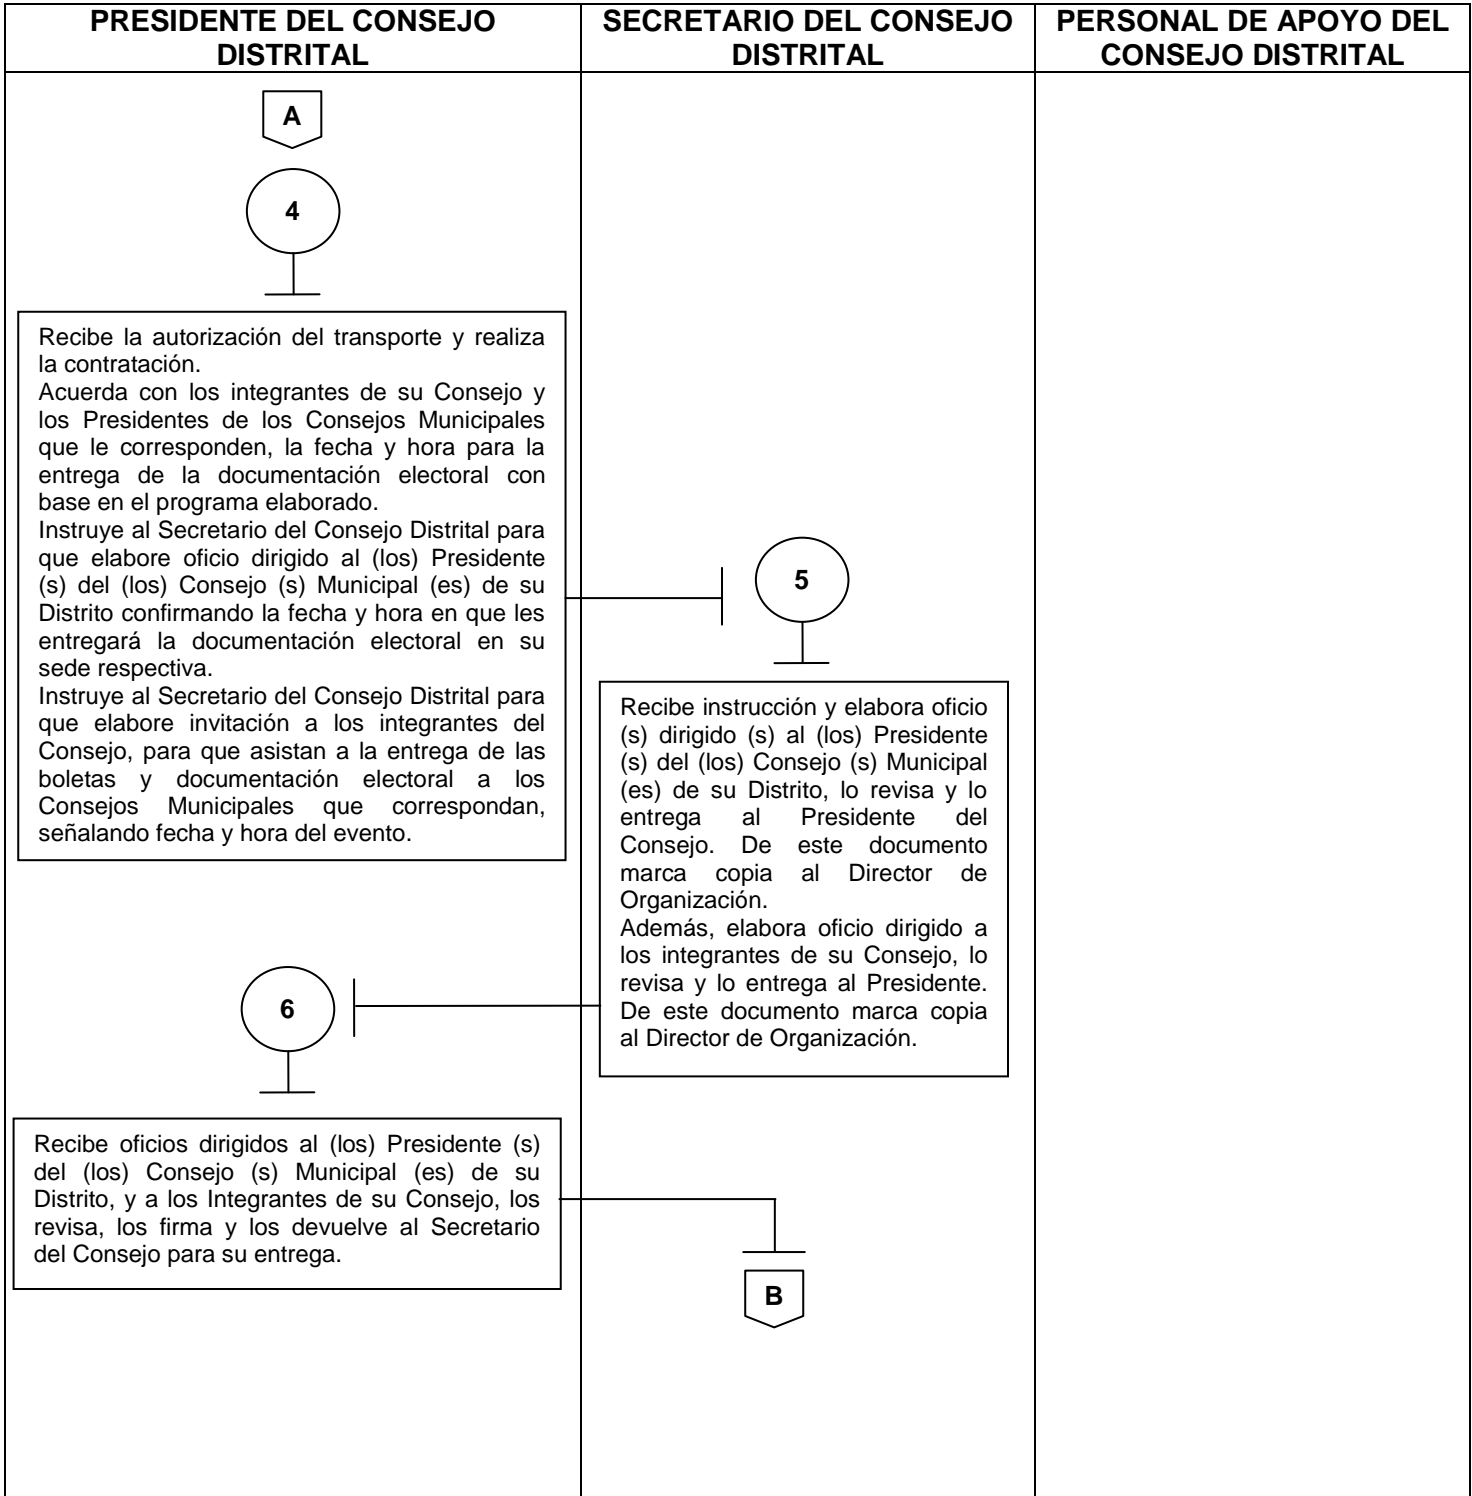 PRESIDENTE DEL CONSEJO
DISTRITAL
SECRETARIO DEL CONSEJO
DISTRITAL
PERSONAL DE APOYO DEL
CONSEJO DISTRITAL
A
4
Recibe la autorización del transporte y realiza
la contratación.
Acuerda con los integrantes de su Consejo y
los Presidentes de los Consejos Municipales
que le corresponden, la fecha y hora para la
entrega de la documentación electoral con
base en el programa elaborado.
Instruye al Secretario del Consejo Distrital para
que elabore oficio dirigido al (los) Presidente
(s) del (los) Consejo (s) Municipal (es) de su
Distrito confirmando la fecha y hora en que les
entregará la documentación electoral en su
sede respectiva.
Instruye al Secretario del Consejo Distrital para
que elabore invitación a los integrantes del
Consejo, para que asistan a la entrega de las
boletas y documentación electoral a los
Consejos Municipales que correspondan,
señalando fecha y hora del evento.
5
Recibe instrucción y elabora oficio
(s) dirigido (s) al (los) Presidente
(s) del (los) Consejo (s) Municipal
(es) de su Distrito, lo revisa y lo
entrega al Presidente del
Consejo. De este documento
marca copia al Director de
Organización.
Además, elabora oficio dirigido a
los integrantes de su Consejo, lo
revisa y lo entrega al Presidente.
De este documento marca copia
al Director de Organización.
6
Recibe oficios dirigidos al (los) Presidente (s)
del (los) Consejo (s) Municipal (es) de su
Distrito, y a los Integrantes de su Consejo, los
revisa, los firma y los devuelve al Secretario
del Consejo para su entrega.
B